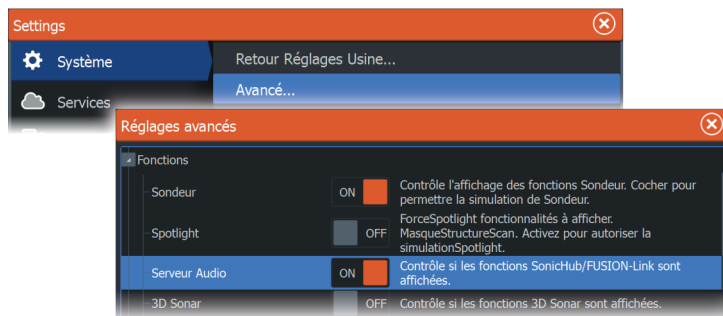 Settings
Système
Retour Réglages Usine...
Services
Avancé...
Réglages avancés
Fonctions
Sondeur
ON
Contrôle l'affichage des fonctions Sondeur. Cocher pour
permettre la simulation de Sondeur.
Spotlight
OFF
ForceSpotlight fonctionnalités à afficher.
MasqueStructureScan. Activez pour autoriser la
simulationSpotlight.
Serveur Audio
ON
Contrôle si les fonctions SonicHub/FUSION-Link sont
affichées.
3D Sonar
OFF
Contrôle si les fonctions 3D Sonar sont affichées.